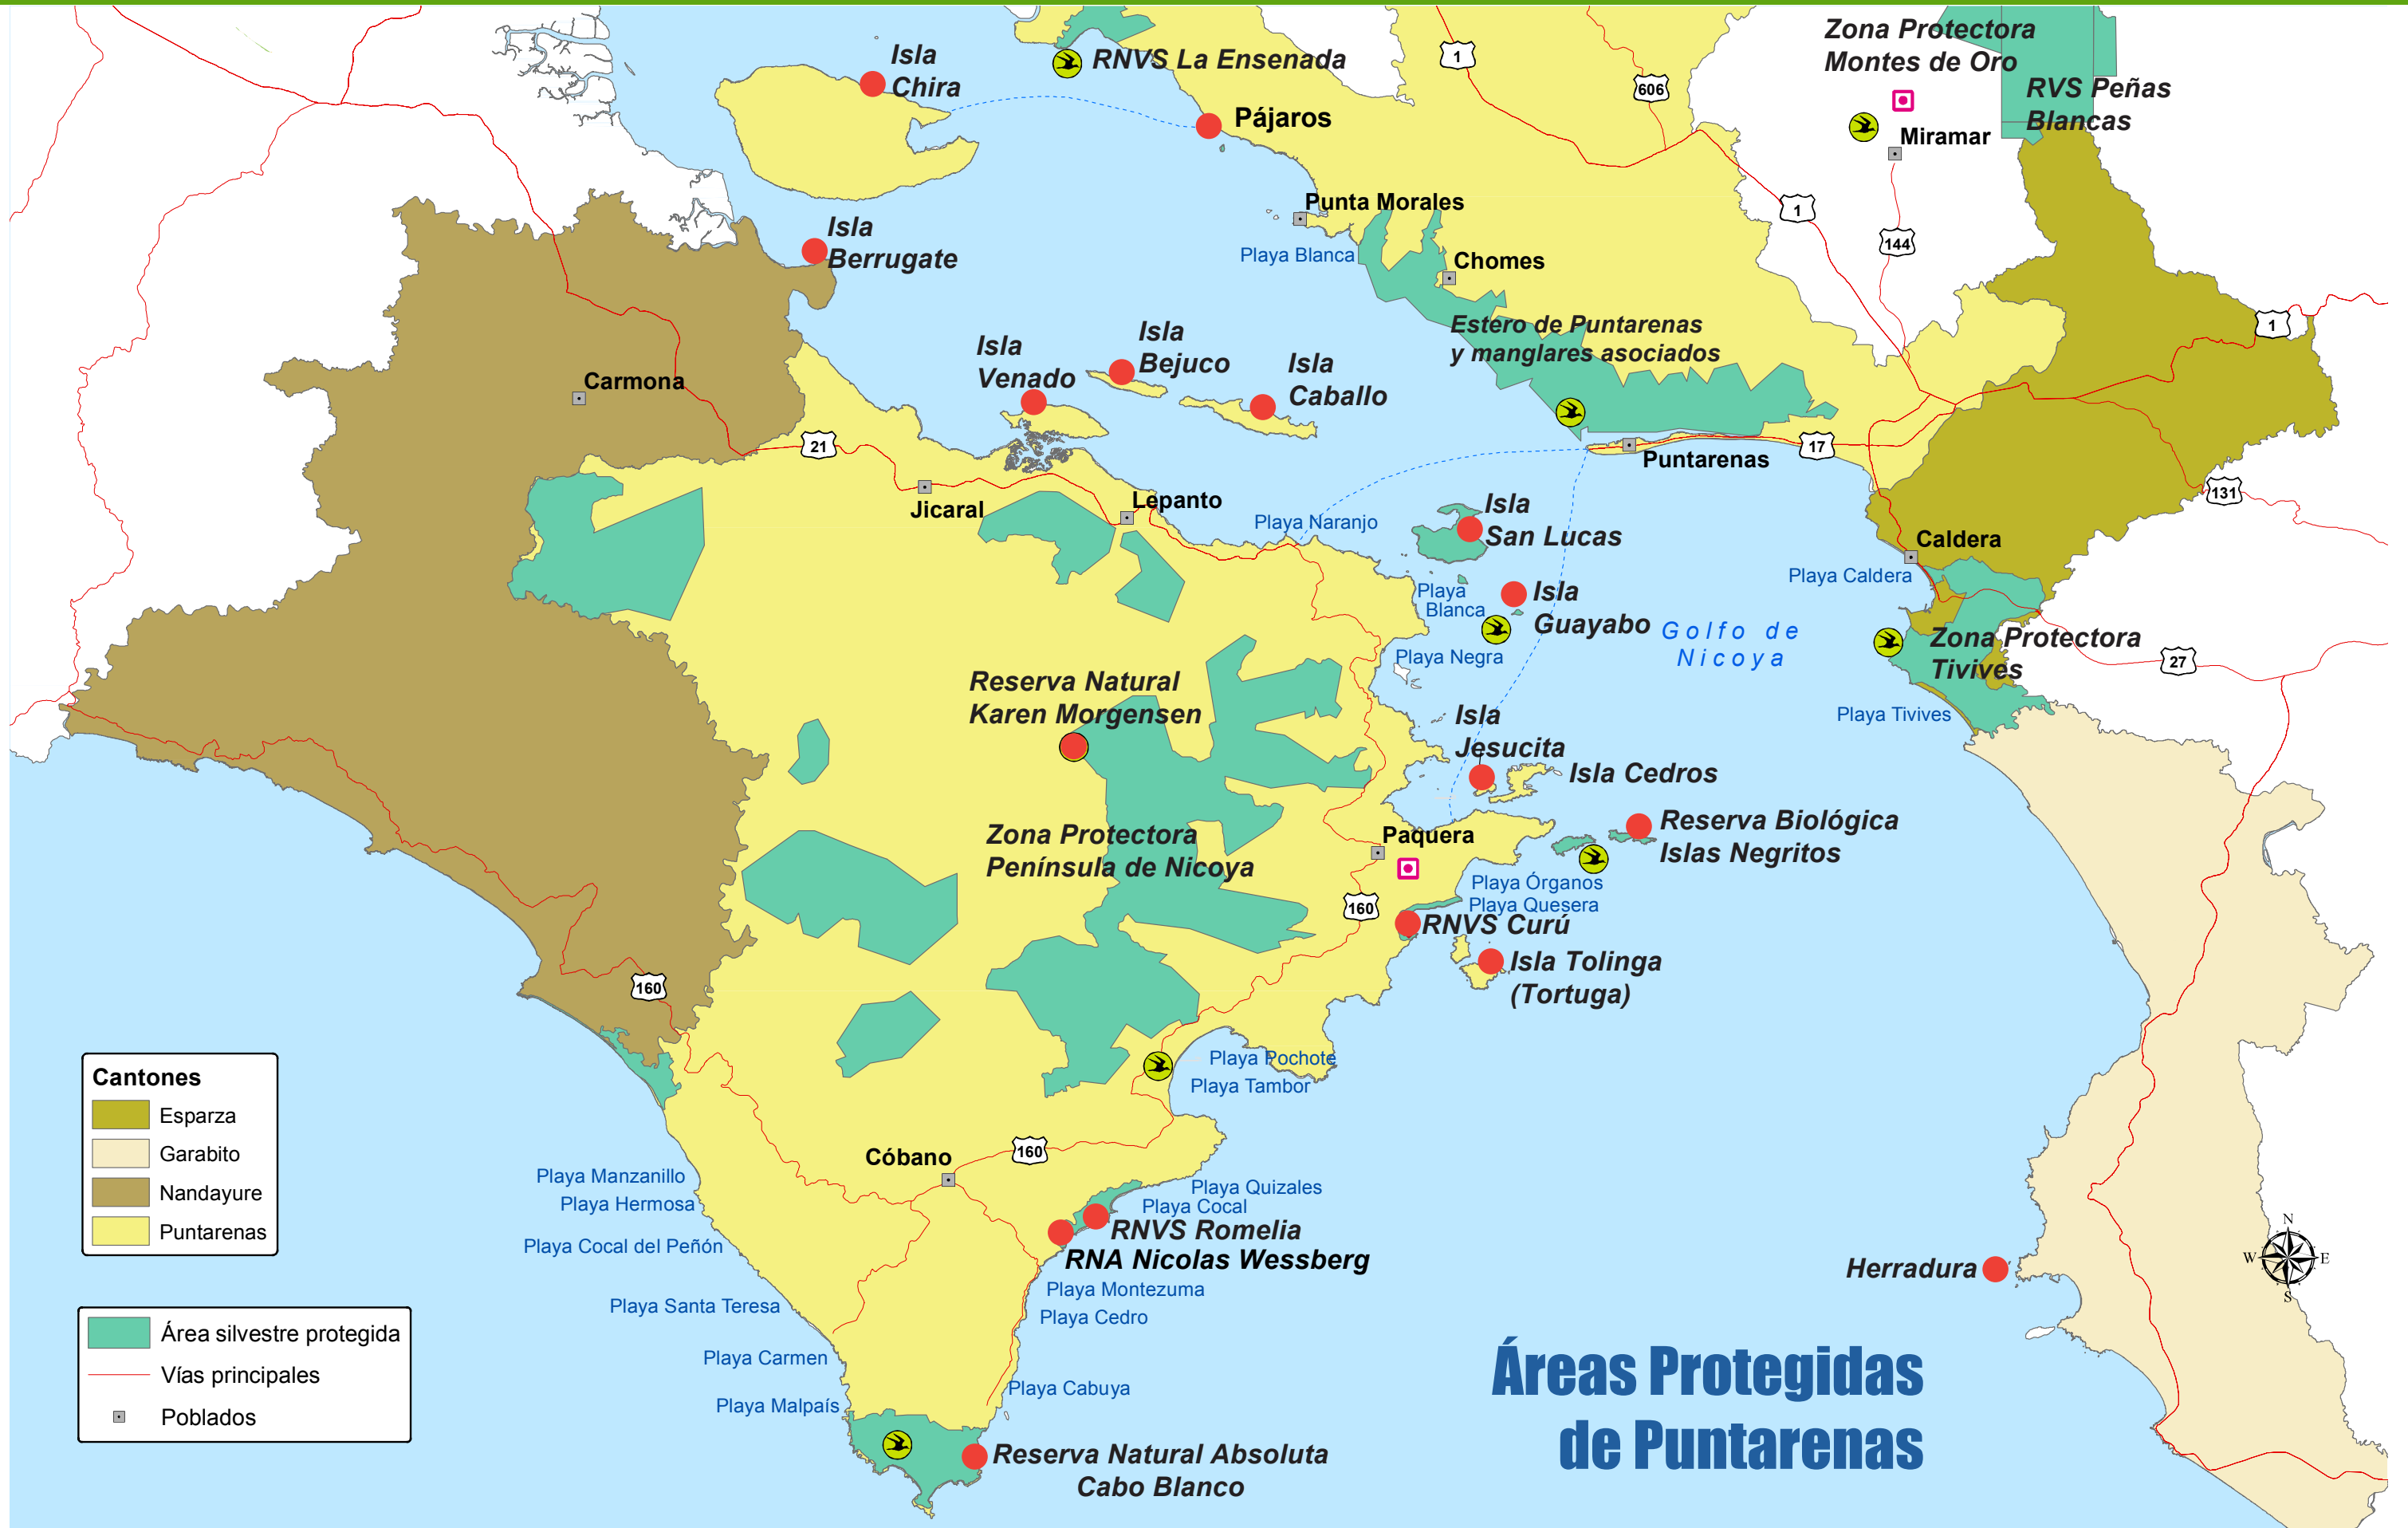 Isla
Chira
RNVS La Ensenada
Pájaros
1
606
Zona Protectora
Montes de Oro
RVS Peñas
Blancas
Miramar
Isla
Berrugate
Punta Morales
Playa Blanca
Chomes
1
144
Estero de Puntarenas
y manglares asociados
1
Isla
Venado
Isla
Bejuco
Isla
Caballo
Carmona
21
Puntarenas
17
131
Jicaral
Lepanto
Playa Naranjo
Isla
San Lucas
Caldera
Playa Caldera
Playa
Blanca
Isla
Guayabo
Golfo de
Nicoya
Playa Negra
Zona Protectora
Tivives
27
Playa Tivives
Reserva Natural
Karen Morgensen
Isla
Jesucita
Isla Cedros
Zona Protectora
Península de Nicoya
Paquera
Reserva Biológica
Islas Negritos
Playa Órganos
Playa Quesera
160
RNVS Curú
Isla Tolinga
(Tortuga)
160
Playa Pochote
Playa Tambor
Cantones
Esparza
Garabito
Nandayure
Puntarenas
Cóbano
160
Playa Manzanillo
Playa Hermosa
Playa Cocal del Peñón
Playa Quizales
Playa Cocal
RNVS Romelia
RNA Nicolas Wessberg
Playa Montezuma
Playa Cedro
Playa Santa Teresa
Playa Carmen
Playa Malpaís
Playa Cabuya
Herradura
N
W
E
S
Área silvestre protegida
Vías principales
Poblados
Reserva Natural Absoluta
Cabo Blanco
Áreas Protegidas
de Puntarenas